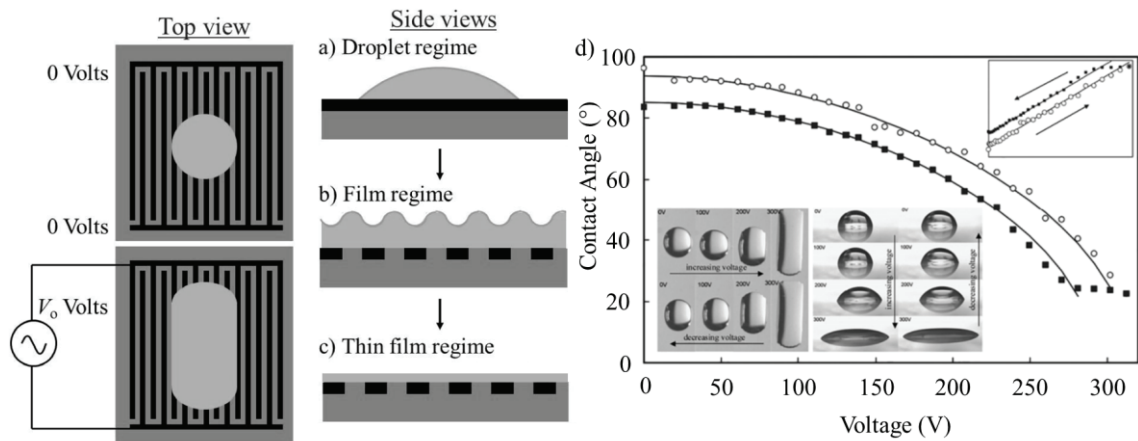 Top view
0 Volts
0 Volts
Vo Volts
Side views
a) Droplet regime
b) Film regime
c) Thin film regime
d)
Contact Angle (°)
100
80
60
40
20
0
0
50
100
150
200
250
300
Voltage (V)
0V 100V 200V 300V
increasing voltage
0V 100V 200V 300V
decreasing voltage
0V 0V
100V 100V
200V 200V
300V 300V
increasing voltage
decreasing voltage